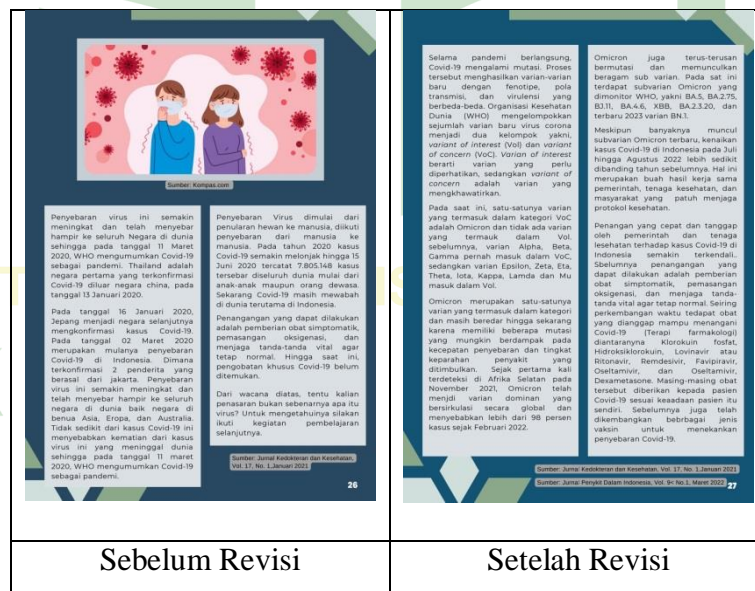 Sumber: Kompas.com
Penyebaran virus ini semakin
meningkat dan telah menyebar
hampir ke seluruh Negara di dunia
sehingga pada tanggal 11 Maret
2020, WHO mengumumkan Covid-19
sebagai pandemi. Thailand adalah
negara pertama yang terkonfirmasi
Covid-19 diluar negara china, pada
tanggal 13 Januari 2020.
Pada tanggal 16 Januari 2020,
Jepang menjadi negara selanjutnya
mengkonfirmasi kasus Covid-19.
Pada tanggal 02 Maret 2020
merupakan mulanya penyebaran
Covid-19 di Indonesia. Dimana
terkonfirmasi 2 penderita yang
berasal dari jakarta. Penyebaran
virus ini semakin meningkat dan
telah menyebar hampir ke seluruh
negara di dunia baik negara di
benua Asia, Eropa, dan Australia.
Tidak sedikit dari kasus Covid-19 ini
menyebabkan kematian dari kasus
virus ini yang meninggal dunia
sehingga pada tanggal 11 maret
2020, WHO mengumumkan Covid-19
sebagai pandemi.
Penyebaran Virus dimulai dari
penularan hewan ke manusia, diikuti
penyebaran dari manusia ke
manusia. Pada tahun 2020 kasus
Covid-19 semakin melonjak hingga 15
Juni 2020 tercatat 7.805.148 kasus
tersebar diseluruh dunia mulai dari
anak-anak maupun orang dewasa.
Sekarang Covid-19 masih mewabah
di dunia terutama di Indonesia.
Penangangan yang dapat dilakukan
adalah pemberian obat simptomatik,
pemasangan oksigenasi, dan
menjaga tanda-tanda vital agar
tetap normal. Hingga saat ini,
pengobatan khusus Covid-19 belum
ditemukan.
Dari wacana diatas, tentu kalian
penasaran bukan sebenarnya apa itu
virus? Untuk mengetahuinya silakan
ikuti kegiatan pembelajaran
selanjutnya.
Sumber: Jurnal Kedokteran dan Kesehatan,
Vol. 17, No. 1,Januari 2021
26
Selama pandemi berlangsung,
Covid-19 mengalami mutasi. Proses
tersebut menghasilkan varian-varian
baru dengan fenotipe, pola
transmisi, dan virulensi yang
berbeda-beda. Organisasi Kesehatan
Dunia (WHO) mengelompokkan
sejumlah varian baru virus corona
menjadi dua kelompok yakni,
variant of interest (VoI) dan variant
of concern (VoC). Varian of interest
berarti varian yang perlu
diperhatikan, sedangkan variant of
concern adalah varian yang
mengkhawatirkan.
Pada saat ini, satu-satunya varian
yang termasuk dalam kategori VoC
adalah Omicron dan tidak ada varian
yang termauk dalam VoI.
sebelumnya, varian Alpha, Beta,
Gamma pernah masuk dalam VoC,
sedangkan varian Epsilon, Zeta, Eta,
Theta, Iota, Kappa, Lamda dan Mu
masuk dalam VoI.
Omicron merupakan satu-satunya
varian yang termasuk dalam kategori
dan masih beredar hingga sekarang
karena memiliki beberapa mutasi
yang mungkin berdampak pada
kecepatan penyebaran dan tingkat
keparahan penyakit yang
ditimbulkan. Sejak pertama kali
terdeteksi di Afrika Selatan pada
November 2021, Omicron telah
menjdi varian dominan yang
bersirkulasi secara global dan
menyebabkan lebih dari 98 persen
kasus sejak Februari 2022.
Omicron juga terus-terusan
bermutasi dan memunculkan
beragam sub varian. Pada sat ini
terdapat subvarian Omicron yang
dimonitor WHO, yakni BA.5, BA.2.75,
BJ.11, BA.4.6, XBB, BA.2.3.20, dan
terbaru 2023 varian BN.1.
Meskipun banyaknya muncul
subvarian Omicron terbaru, kenaikan
kasus Covid-19 di Indonesia pada Juli
hingga Agustus 2022 lebih sedikit
dibanding tahun sebelumnya. Hal ini
merupakan buah hasil kerja sama
pemerintah, tenaga kesehatan, dan
masyarakat yang patuh menjaga
protokol kesehatan.
Penangan yang cepat dan tanggap
oleh pemerintah dan tenaga
lesehatan terhadap kasus Covid-19 di
Indonesia semakin terkendali.
Sbelumnya penangangan yang
dapat dilakukan adalah pemberian
obat simptomatik, pemasangan
oksigenasi, dan menjaga tanda-
tanda vital agar tetap normal. Seiring
perkembangan waktu tedapat obat
yang dianggap mampu menangani
Covid-19 (Terapi farmakologi)
diantaranyna Klorokuin fosfat,
Hidroksiklorokuin, Lovinavir atau
Ritonavir, Remdesivir, Favipiravir,
Oseltamivir, dan Oseltamivir,
Dexametasone. Masing-masing obat
tersebut diberikan kepada pasien
Covid-19 sesuai keaadaan pasien itu
sendiri. Sebelumnya juga telah
dikembangkan bebrbagai jenis
vaksin untuk menekankan
penyebaran Covid-19.
Sumber: Jurnal Kedokteran dan Kesehatan, Vol. 17, No. 1,Januari 2021
Sumber: Jurnal Penykit Dalam Indonesia, Vol. 9< No.1, Maret 2022
27
Sebelum Revisi
Setelah Revisi